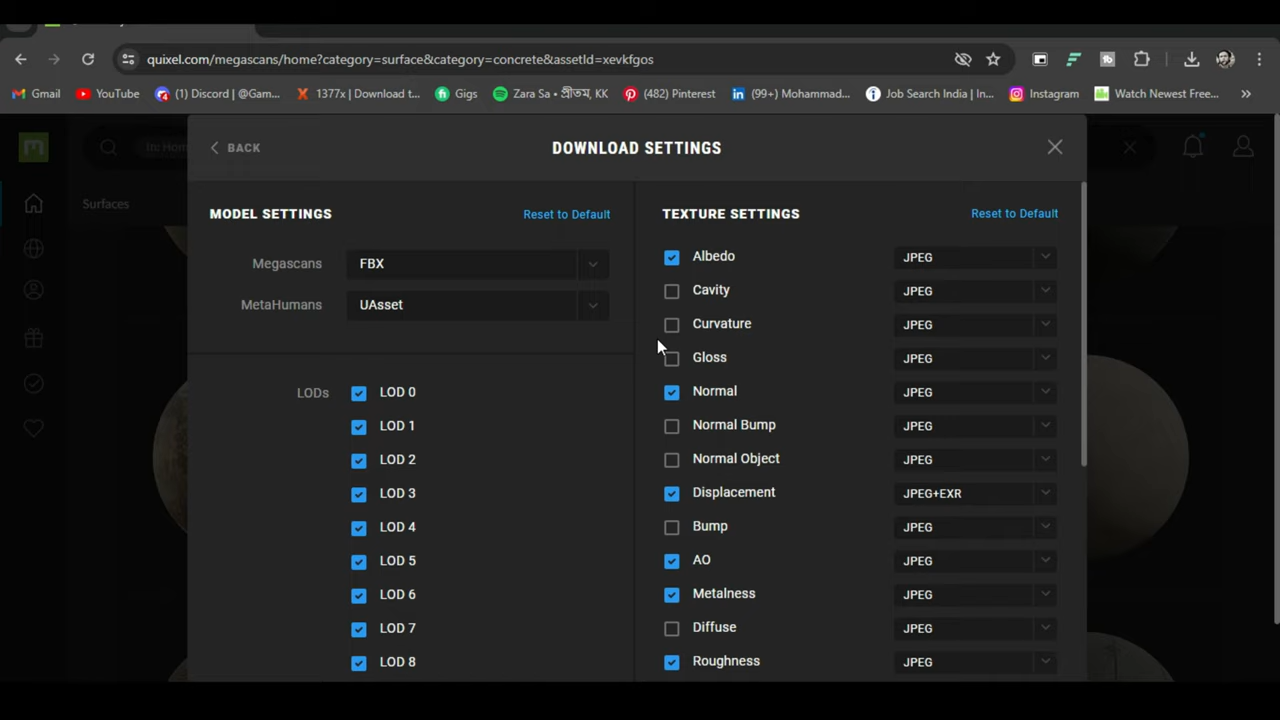 quixel.com/megascans/home?category=surface&category=concrete&assetId=xevkfgos
Gmail YouTube (1) Discord | @Gam... 1377x | Download t... Gigs Zara Sa • শ্রীতম, KK (482) Pinterest (99+) Mohammad... Job Search India | In... Instagram Watch Newest Free...
BACK
DOWNLOAD SETTINGS
In: Hom
Surfaces
MODEL SETTINGS
Reset to Default
Megascans FBX
MetaHumans UAsset
LODs LOD 0
LOD 1
LOD 2
LOD 3
LOD 4
LOD 5
LOD 6
LOD 7
LOD 8
TEXTURE SETTINGS
Reset to Default
Albedo JPEG
Cavity JPEG
Curvature JPEG
Gloss JPEG
Normal JPEG
Normal Bump JPEG
Normal Object JPEG
Displacement JPEG+EXR
Bump JPEG
AO JPEG
Metalness JPEG
Diffuse JPEG
Roughness JPEG